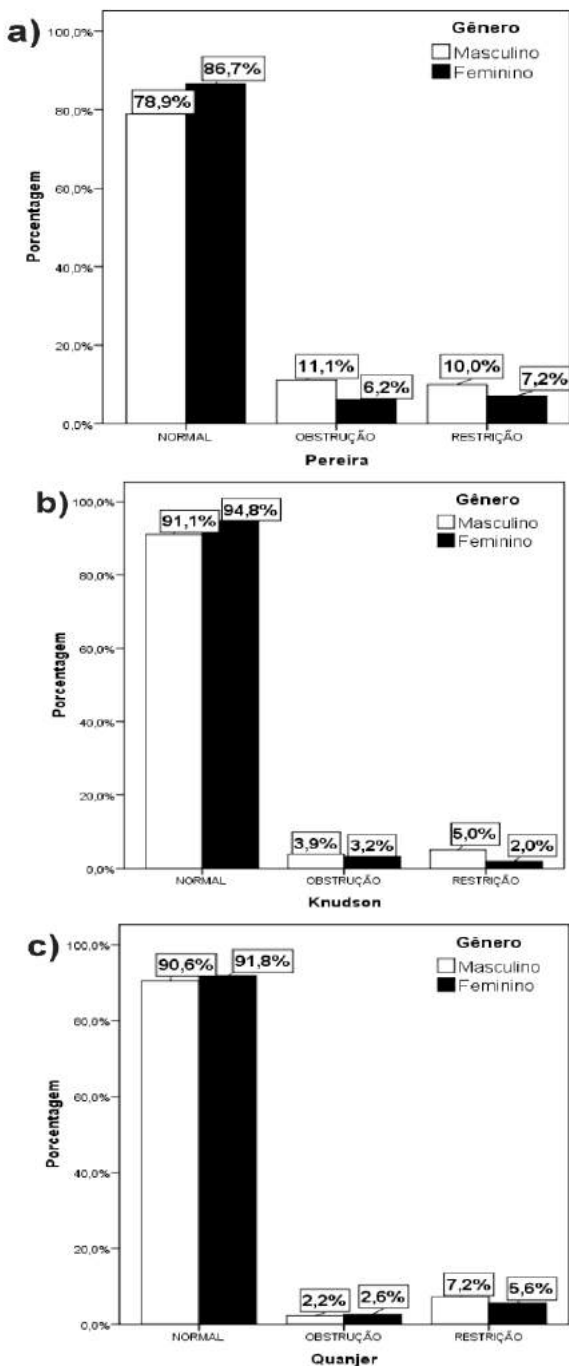 a)
Gênero
Masculino
Feminino
Porcentagem
100,0%
80,0%
60,0%
40,0%
20,0%
0,0%
78,9%
86,7%
11,1%
6,2%
10,0%
7,2%
NORMAL OBSTRUÇÃO RESTRIÇÃO
Pereira
b)
Gênero
Masculino
Feminino
Porcentagem
100,0%
80,0%
60,0%
40,0%
20,0%
0,0%
91,1%
94,8%
3,9%
3,2%
5,0%
2,0%
NORMAL OBSTRUÇÃO RESTRIÇÃO
Knudson
c)
Gênero
Masculino
Feminino
Porcentagem
100,0%
80,0%
60,0%
40,0%
20,0%
0,0%
90,6%
91,8%
2,2%
2,6%
7,2%
5,6%
NORMAL OBSTRUÇÃO RESTRIÇÃO
Quanjer